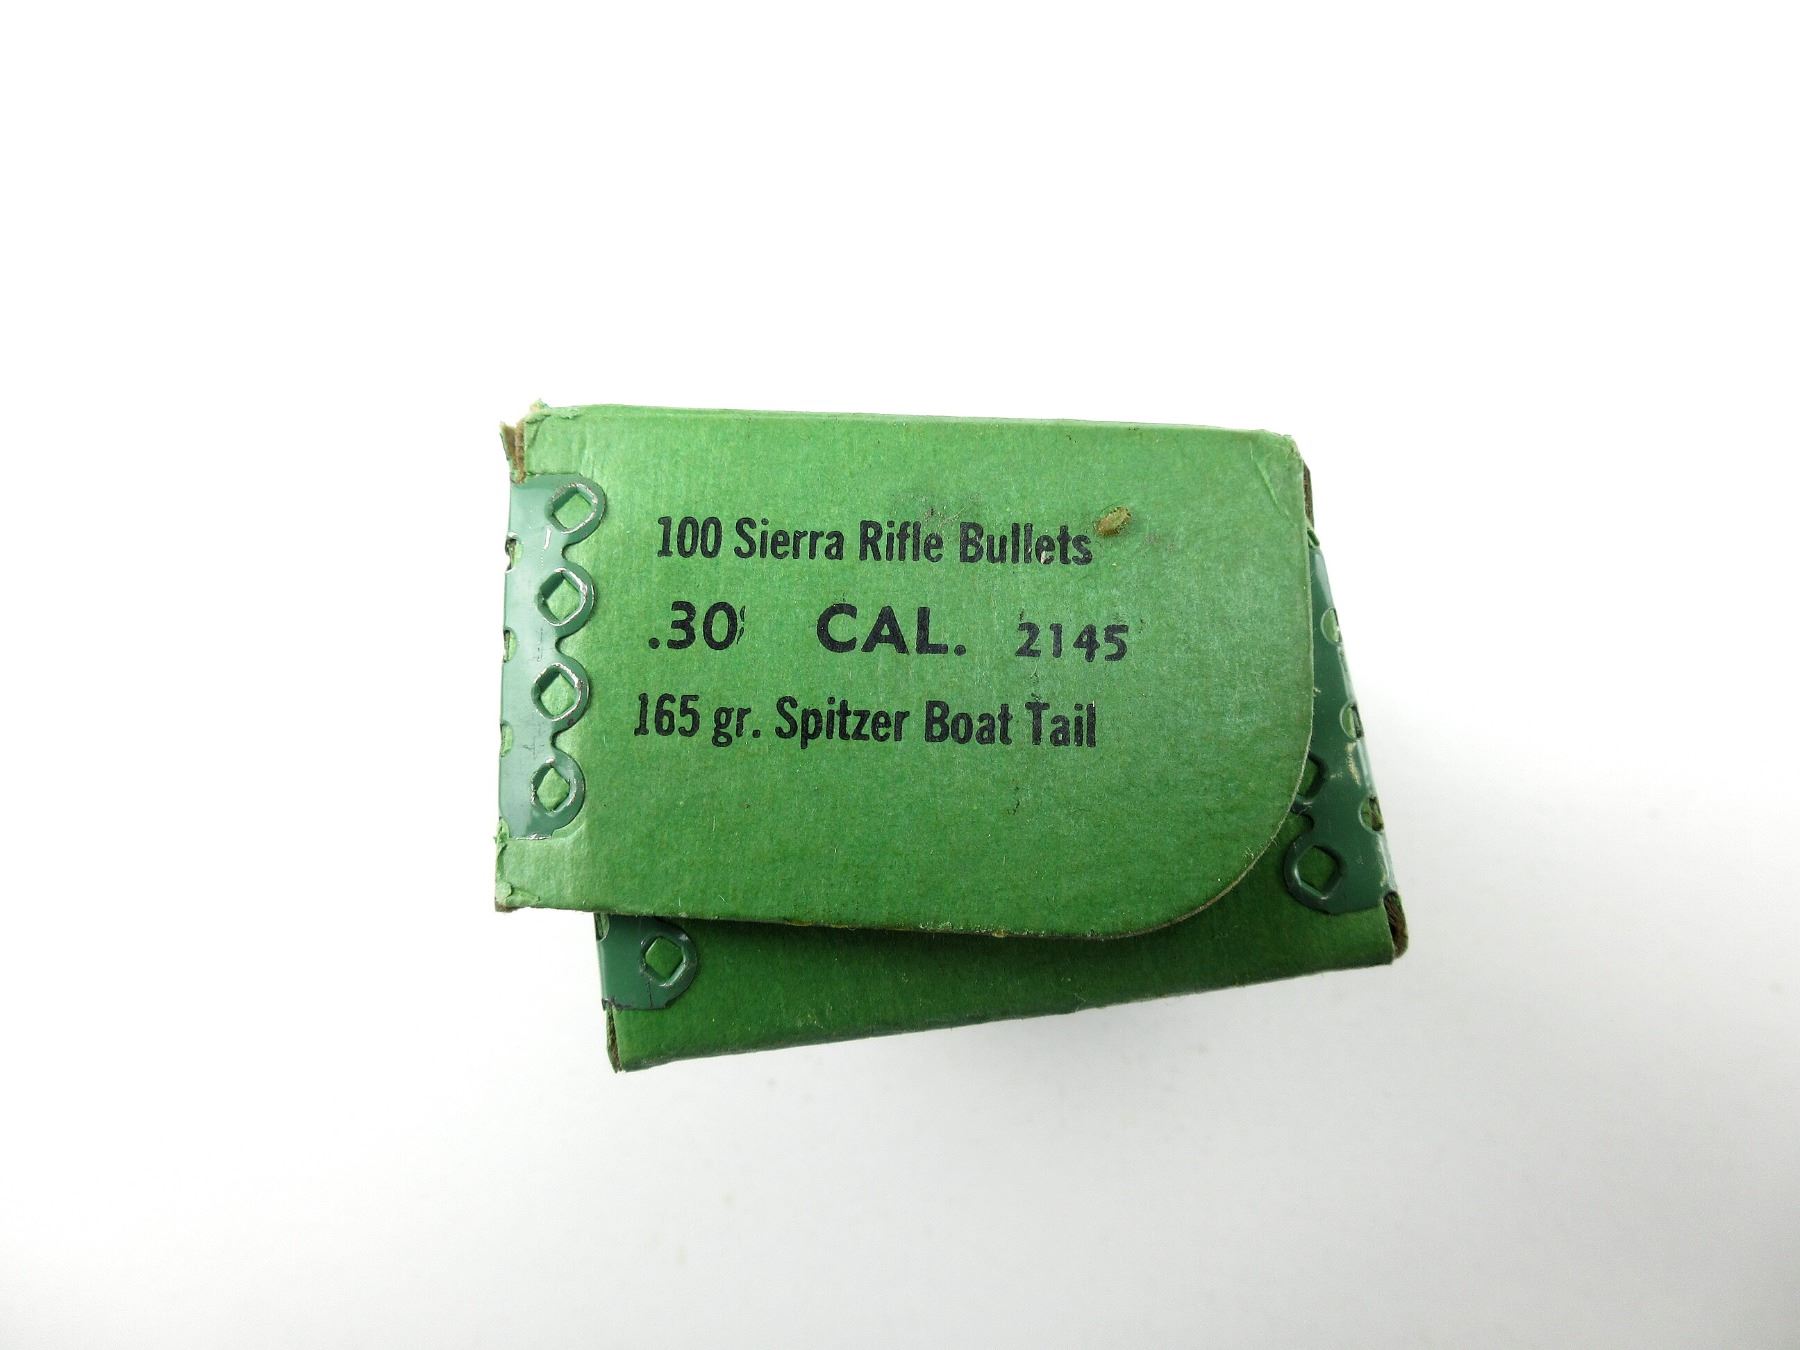 100 Sierra Rifle Bullets
.30 CAL. 2145
165 gr. Spitzer Boat Tail